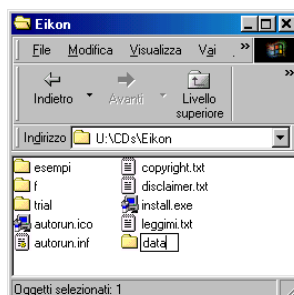 Eikon
File Modifica Visualizza Vai »
Indietro Avanti Livello superiore »
Indirizzo U:\CDs\Eikon
esempi copyright.txt
f disclaimer.txt
trial install.exe
autorun.ico leggimi.txt
autorun.inf data
Oggetti selezionati: 1